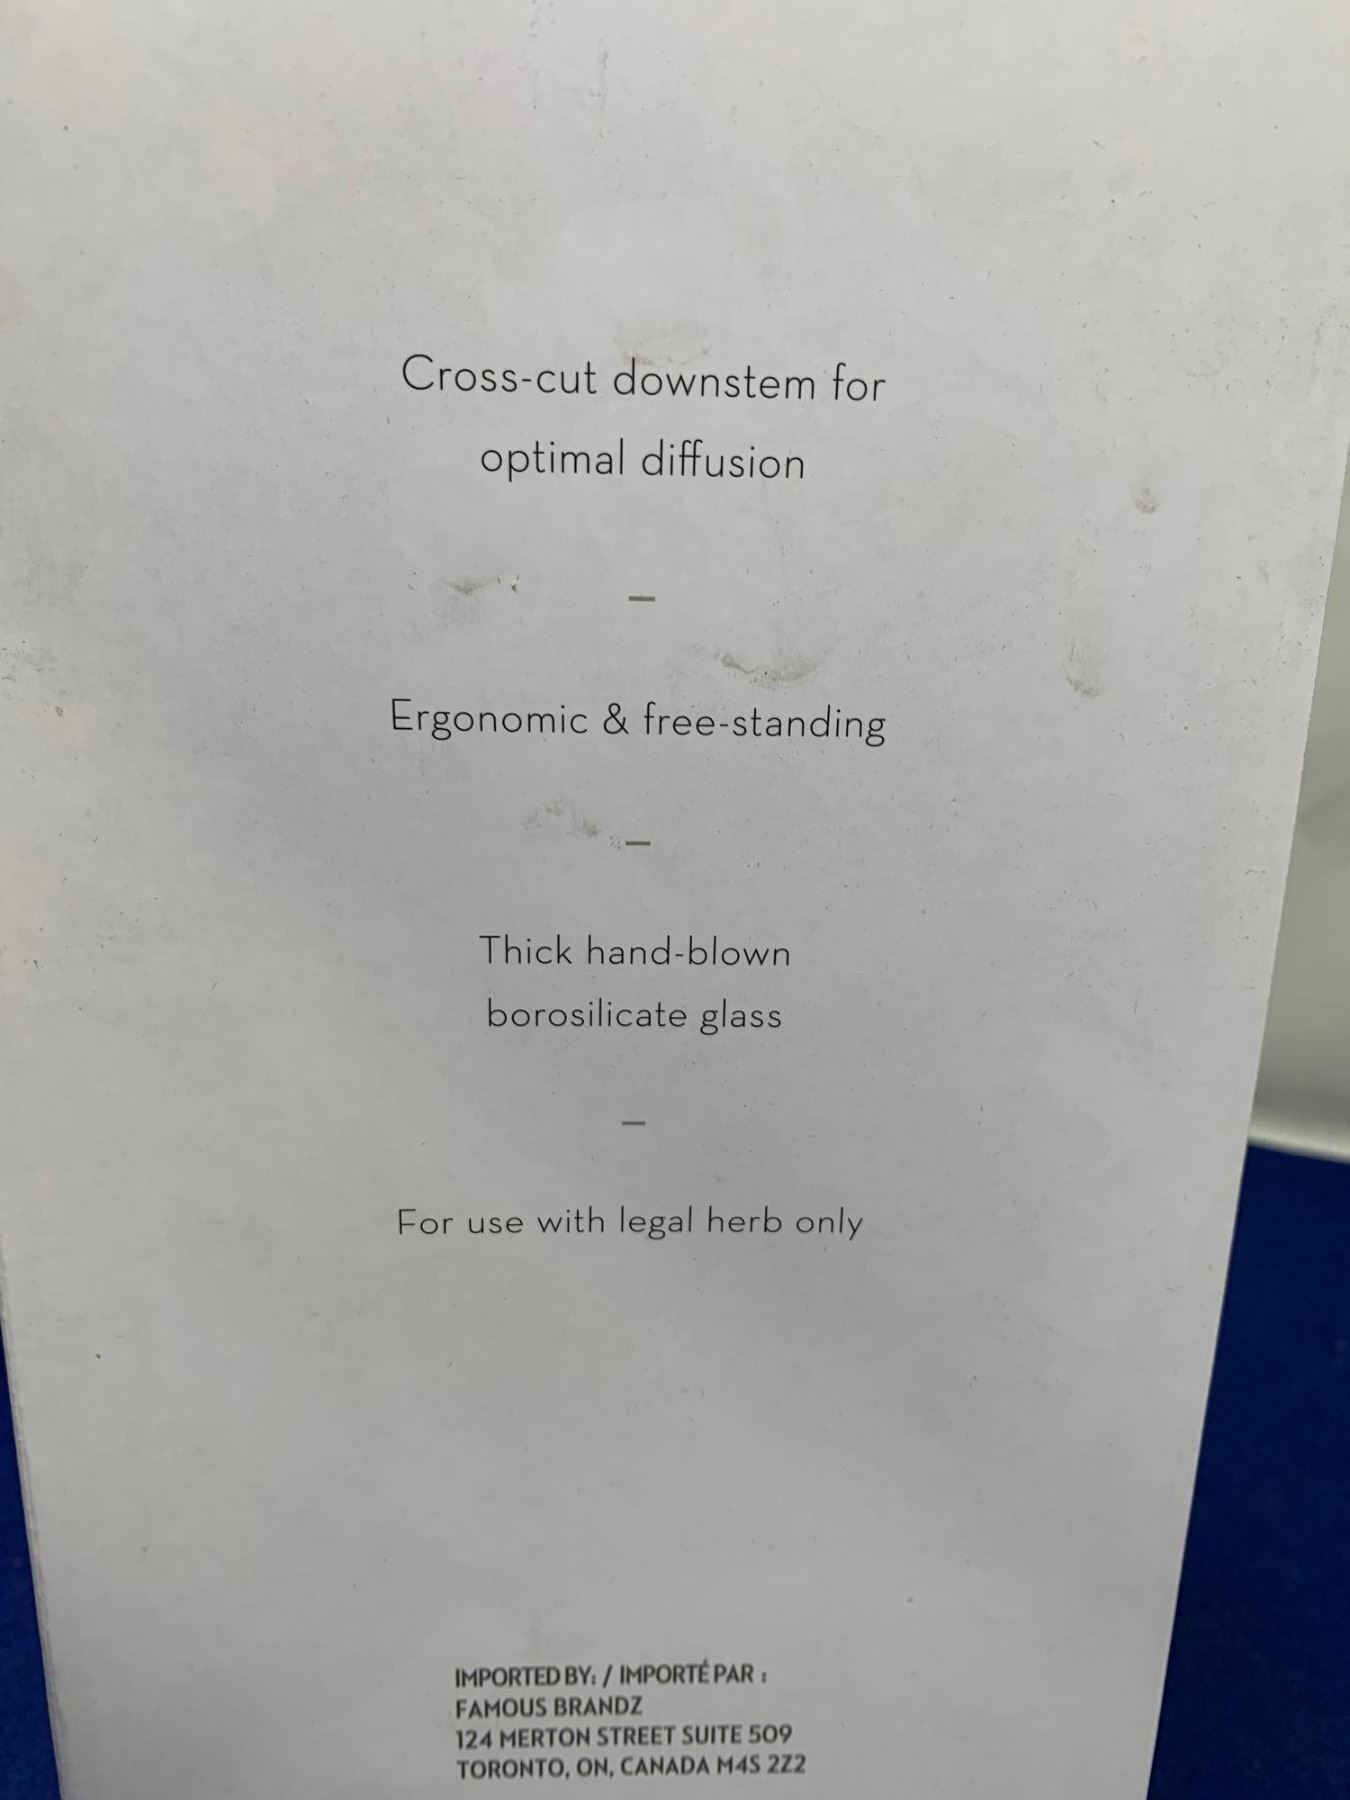 Cross-cut downstem for
optimal diffusion
–
Ergonomic & free-standing
–
Thick hand-blown
borosilicate glass
–
For use with legal herb only
IMPORTED BY: / IMPORTÉ PAR :
FAMOUS BRANDZ
124 MERTON STREET SUITE 509
TORONTO, ON, CANADA M4S 2Z2